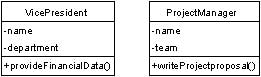 VicePresident
-name
-department
+provideFinancialData()
ProjectManager
-name
-team
+writeProjectproposal()